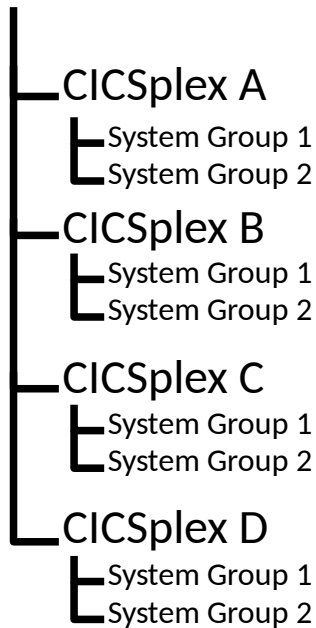 CICSplex A
System Group 1
System Group 2
CICSplex B
System Group 1
System Group 2
CICSplex C
System Group 1
System Group 2
CICSplex D
System Group 1
System Group 2